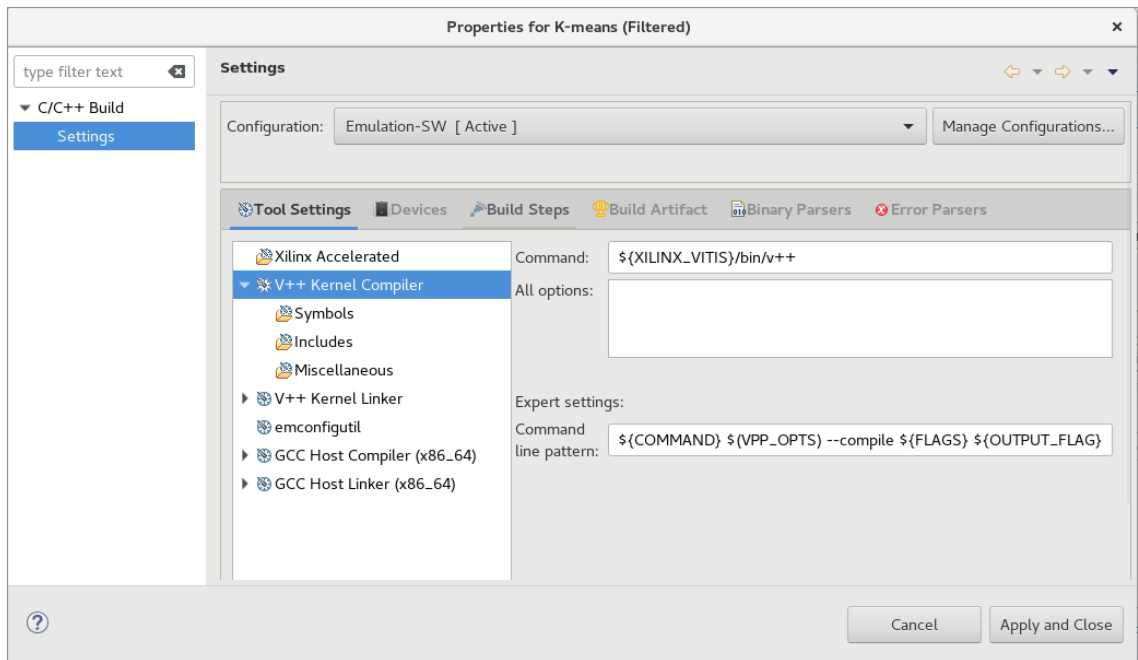 Properties for K-means (Filtered)
type filter text
Settings
C/C++ Build
Settings
Configuration:
Emulation-SW [ Active ]
Manage Configurations...
Tool Settings
Devices
Build Steps
Build Artifact
Binary Parsers
Error Parsers
Xilinx Accelerated
V++ Kernel Compiler
Symbols
Includes
Miscellaneous
V++ Kernel Linker
emconfigutil
GCC Host Compiler (x86_64)
GCC Host Linker (x86_64)
Command:
${XILINX_VITIS}/bin/v++
All options:
Expert settings:
Command
line pattern:
${COMMAND} $(VPP_OPTS) --compile ${FLAGS} ${OUTPUT_FLAG}
Cancel
Apply and Close